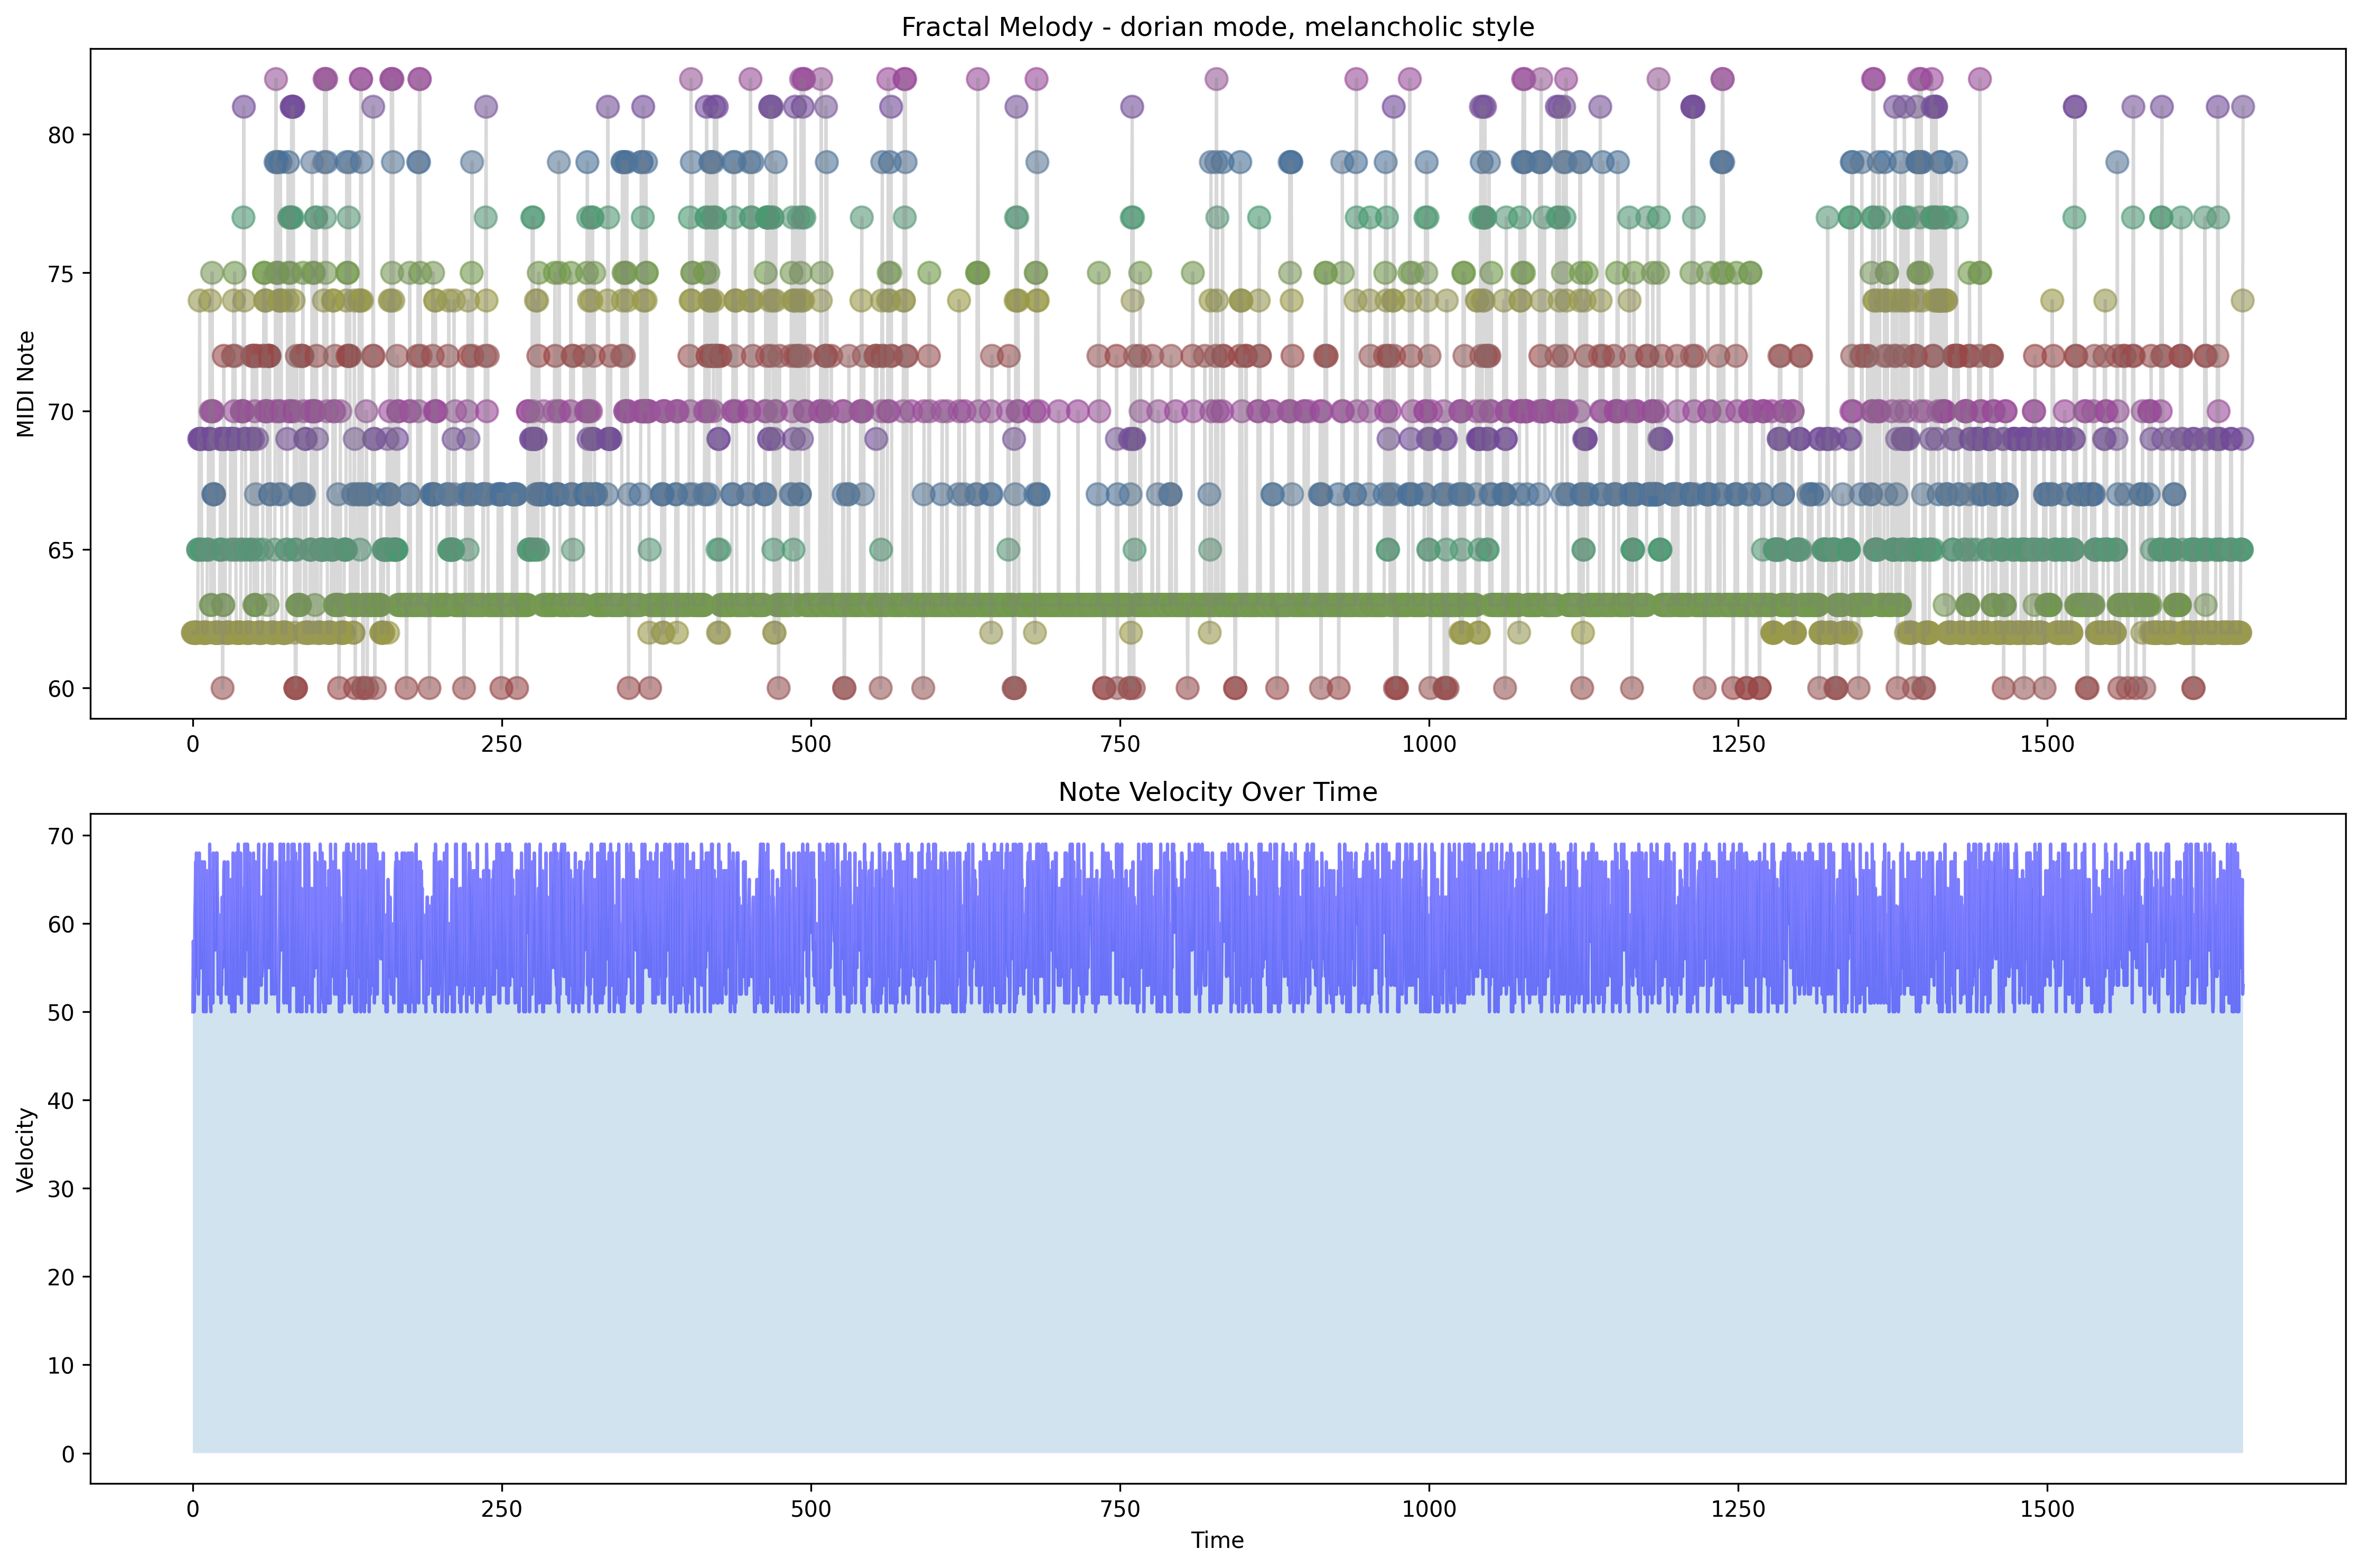 Fractal Melody - dorian mode, melancholic style
MIDI Note
80
75
70
65
60
0 250 500 750 1000 1250 1500
Note Velocity Over Time
Velocity
70
60
50
40
30
20
10
0
0 250 500 750 1000 1250 1500
Time